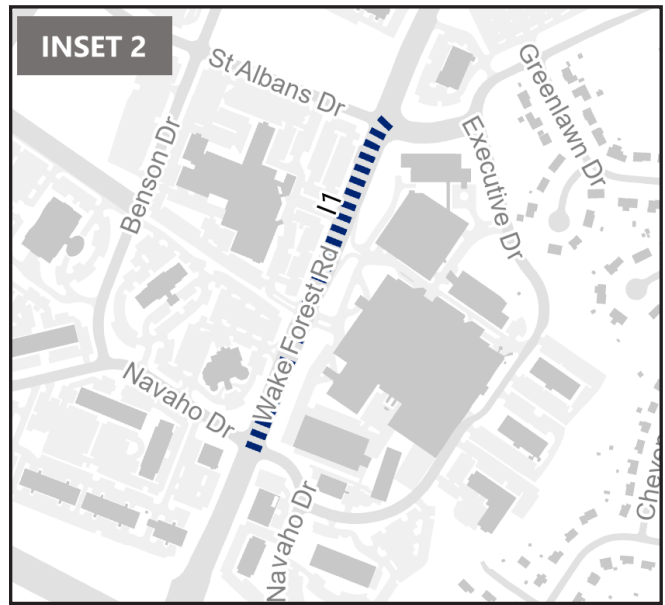 INSET 2
St Albans Dr
Greenlawn Dr
Benson Dr
Executive Dr
I1
Wake Forest Rd
Navaho Dr
Navaho Dr
Chever